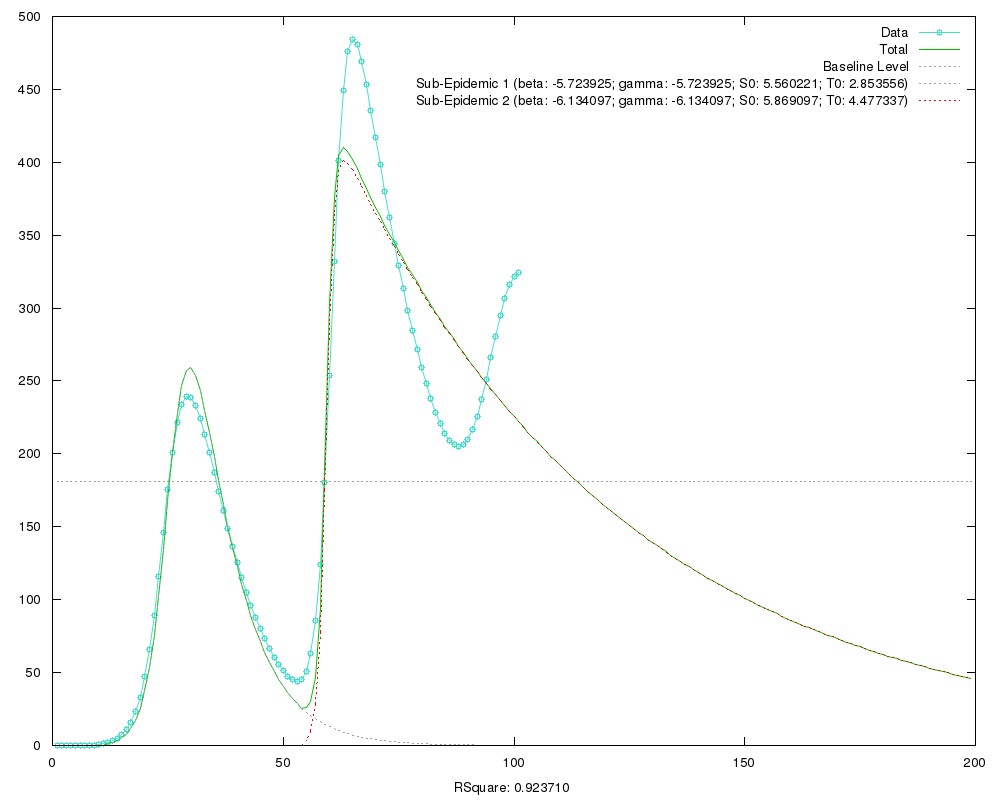 500
450
400
350
300
250
200
150
100
50
0
Data
Total
Baseline Level
Sub-Epidemic 1 (beta: -5.723925; gamma: -5.723925; S0: 5.560221; T0: 2.853556)
Sub-Epidemic 2 (beta: -6.134097; gamma: -6.134097; S0: 5.869097; T0: 4.477337)
0 50 100 150 200
RSquare: 0.923710